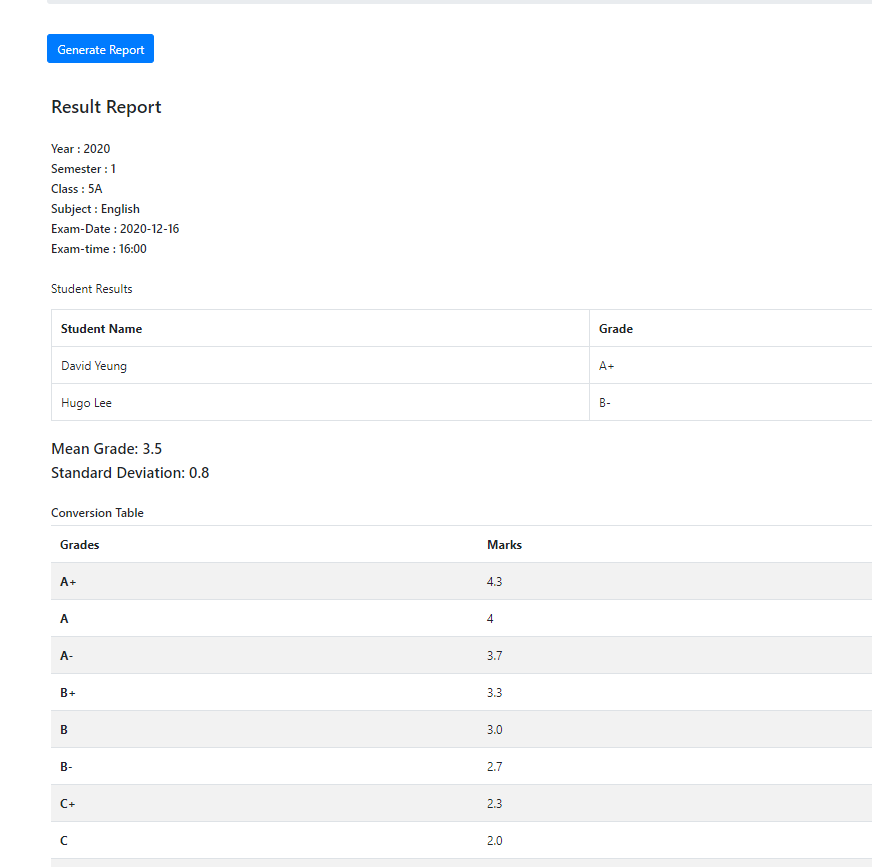 Generate Report
Result Report
Year : 2020
Semester : 1
Class : 5A
Subject : English
Exam-Date : 2020-12-16
Exam-time : 16:00
Student Results
Student Name Grade
David Yeung A+
Hugo Lee B-
Mean Grade: 3.5
Standard Deviation: 0.8
Conversion Table
Grades Marks
A+ 4.3
A 4
A- 3.7
B+ 3.3
B 3.0
B- 2.7
C+ 2.3
C 2.0